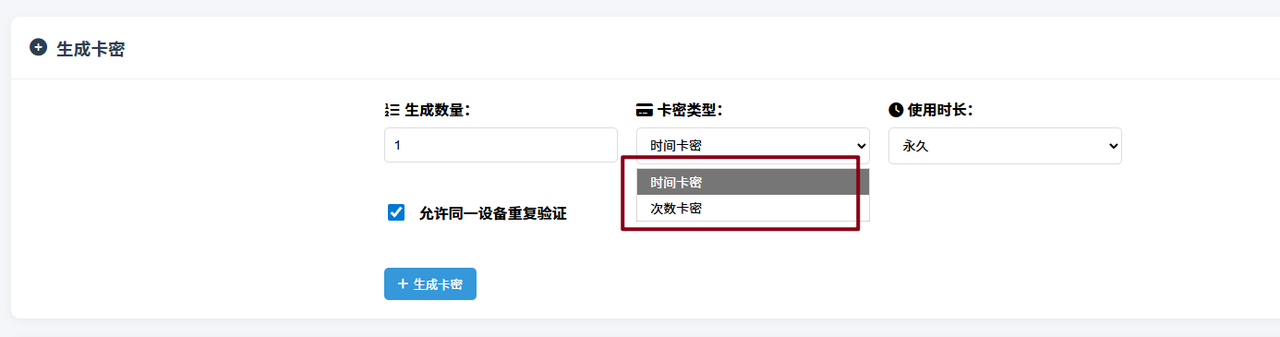 生成卡密
生成数量:
卡密类型:
使用时长:
1
时间卡密
永久
时间卡密
次数卡密
允许同一设备重复验证
+ 生成卡密